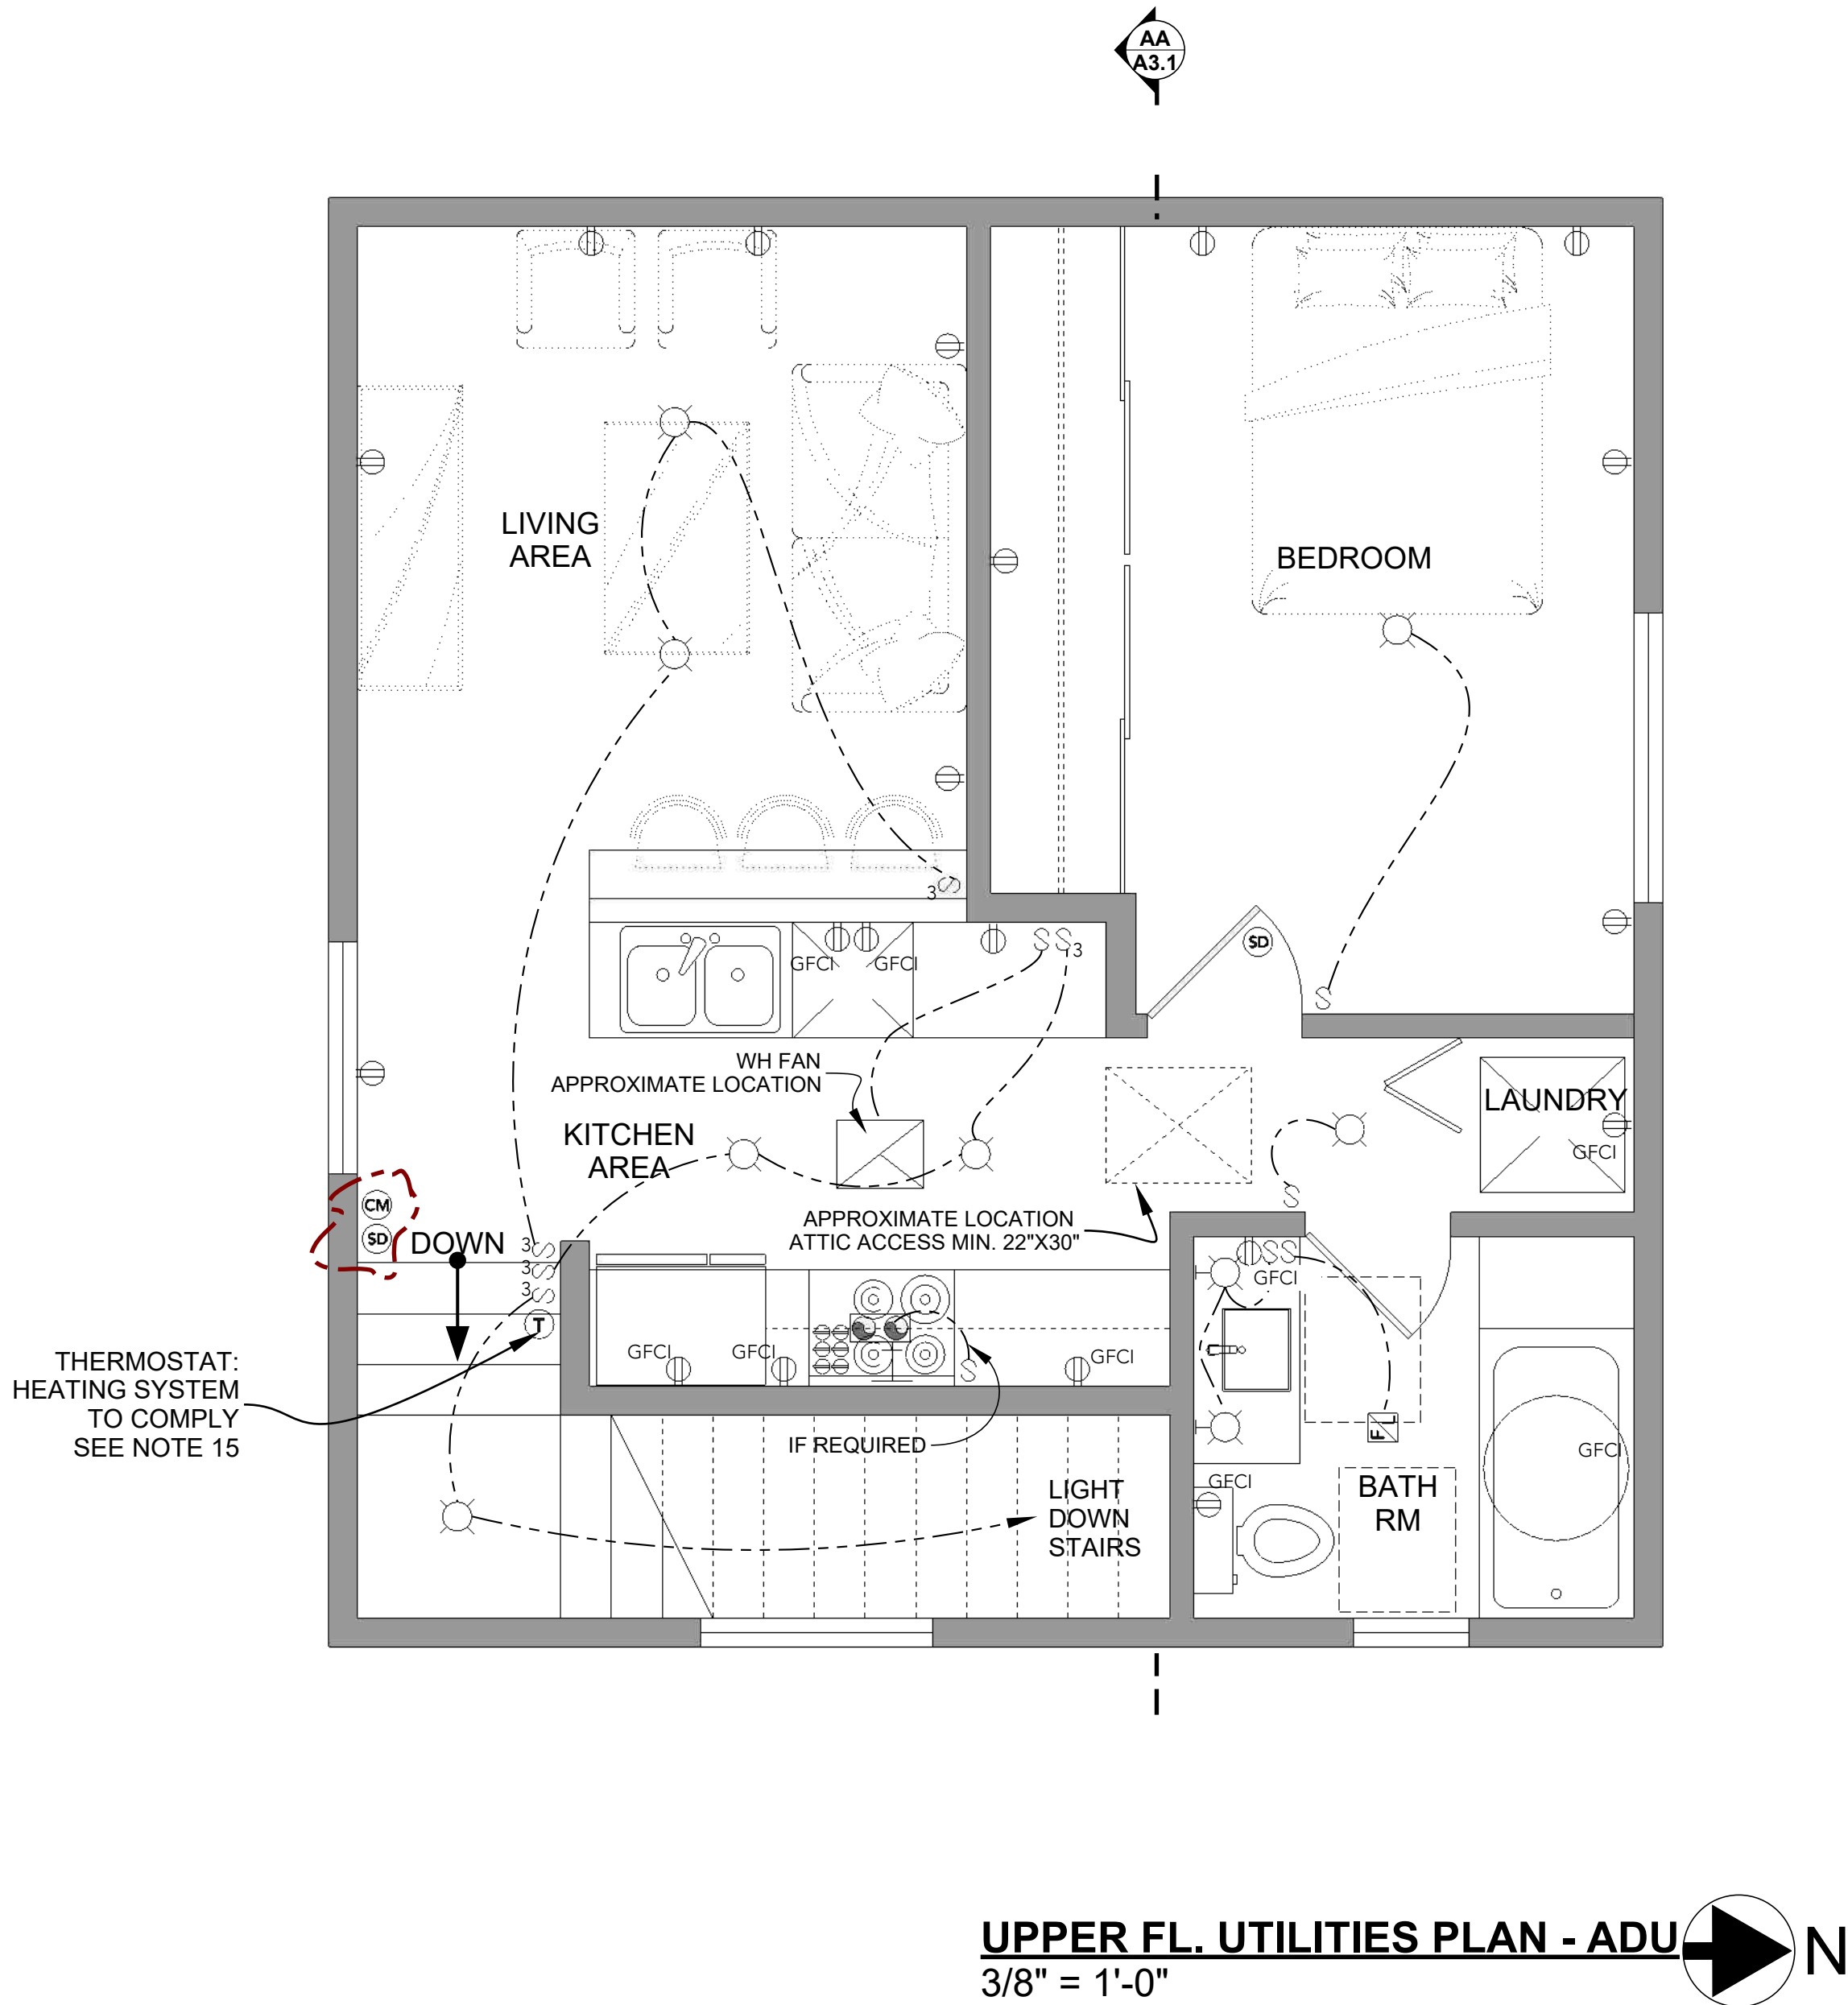 AA
A3.1
LIVING
AREA
BEDROOM
3
SD
S
S
S
3
GFCI
GFCI
WH FAN
APPROXIMATE LOCATION
LAUNDRY
GFCI
KITCHEN
AREA
S
CM
SD
APPROXIMATE LOCATION
ATTIC ACCESS MIN. 22"X30"
DOWN
3
S
3
S
3
S
T
S
S
GFCI
THERMOSTAT:
HEATING SYSTEM
TO COMPLY
SEE NOTE 15
GFCI
GFCI
S
GFCI
IF REQUIRED
F
L
GFCI
GFCI
LIGHT
DOWN
STAIRS
BATH
RM
UPPER FL. UTILITIES PLAN - ADU
3/8" = 1'-0"
N